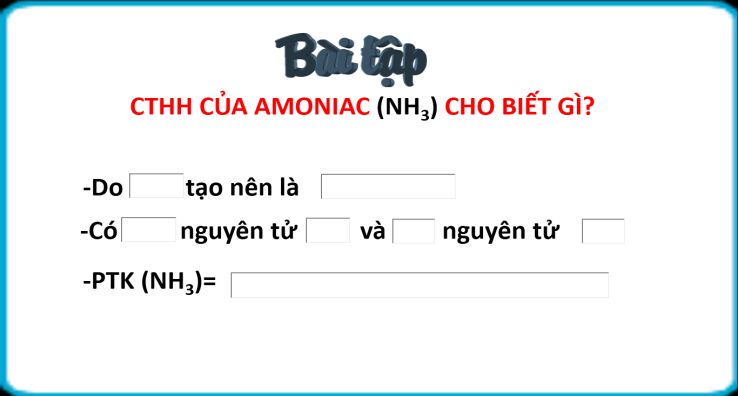 Bài tập
CTHH CỦA AMONIAC (NH₃) CHO BIẾT GÌ?
-Do tạo nên là
-Có nguyên tử và nguyên tử
-PTK (NH₃)=